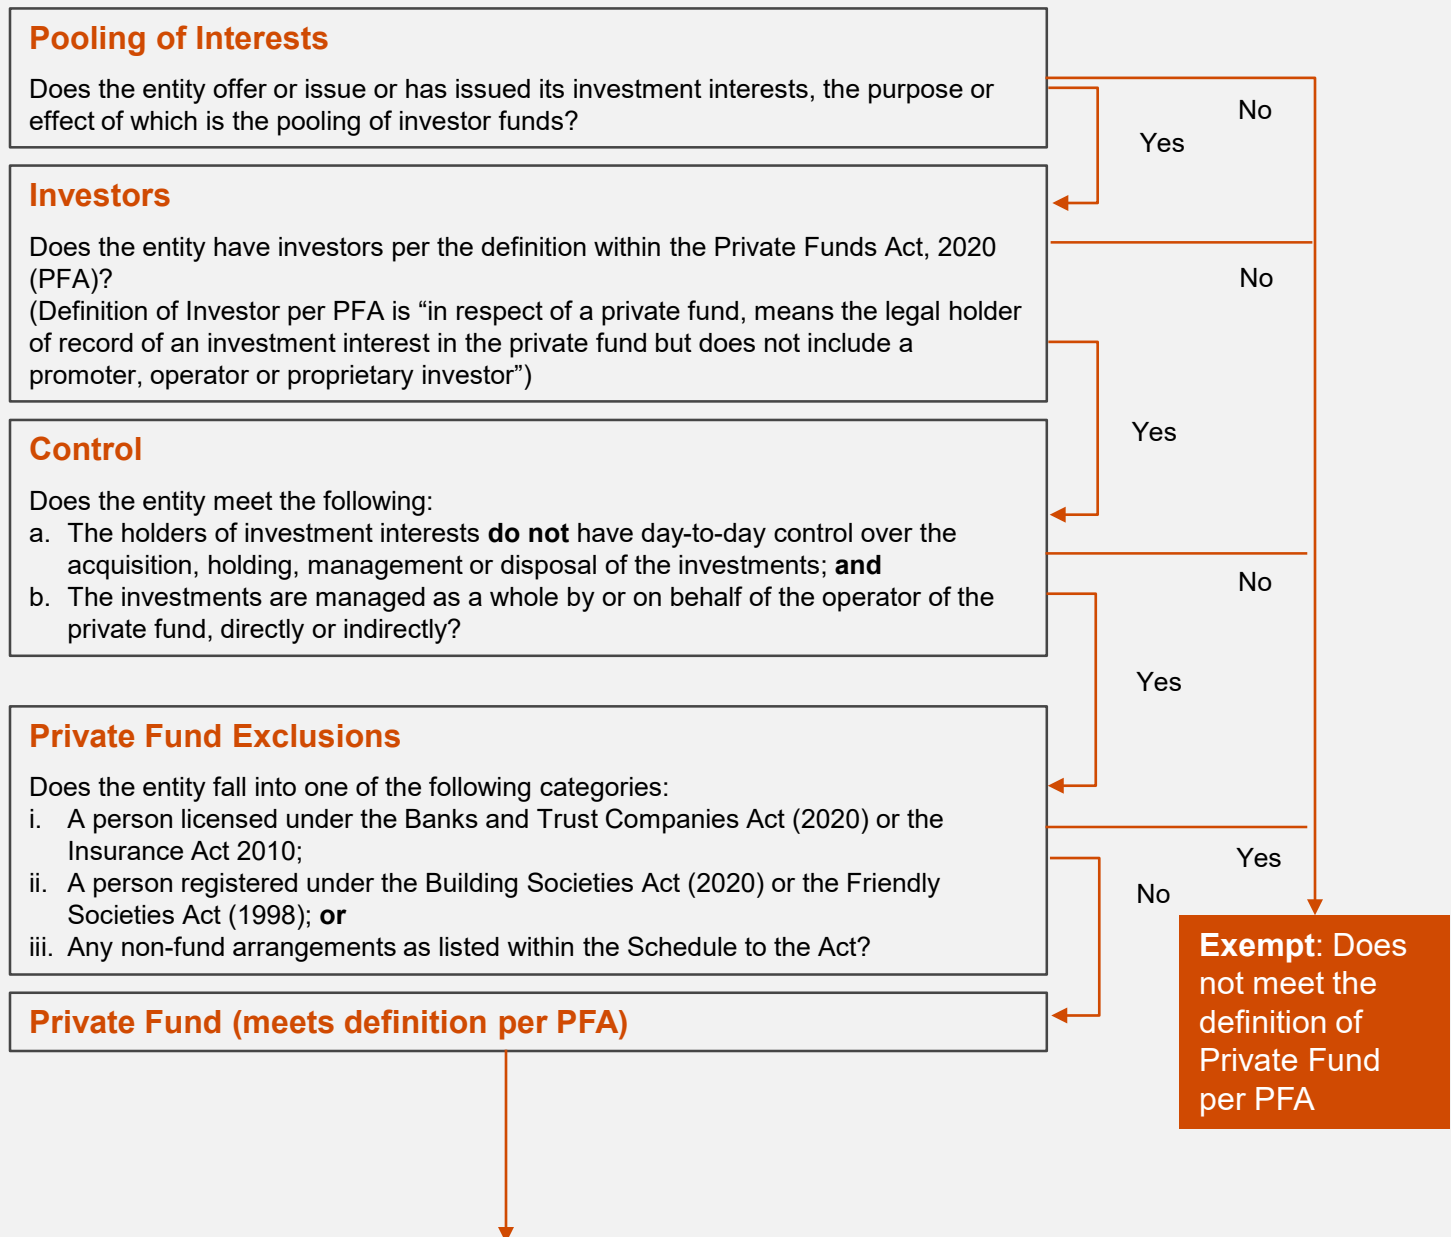 Pooling of Interests
Does the entity offer or issue or has issued its investment interests, the purpose or
effect of which is the pooling of investor funds?
No
Yes
Investors
Does the entity have investors per the definition within the Private Funds Act, 2020
(PFA)?
(Definition of Investor per PFA is “in respect of a private fund, means the legal holder
of record of an investment interest in the private fund but does not include a
promoter, operator or proprietary investor”)
No
Yes
Control
Does the entity meet the following:
a. The holders of investment interests do not have day-to-day control over the
acquisition, holding, management or disposal of the investments; and
b. The investments are managed as a whole by or on behalf of the operator of the
private fund, directly or indirectly?
No
Yes
Private Fund Exclusions
Does the entity fall into one of the following categories:
i. A person licensed under the Banks and Trust Companies Act (2020) or the
Insurance Act 2010;
ii. A person registered under the Building Societies Act (2020) or the Friendly
Societies Act (1998); or
iii. Any non-fund arrangements as listed within the Schedule to the Act?
Yes
No
Private Fund (meets definition per PFA)
Exempt: Does
not meet the
definition of
Private Fund
per PFA